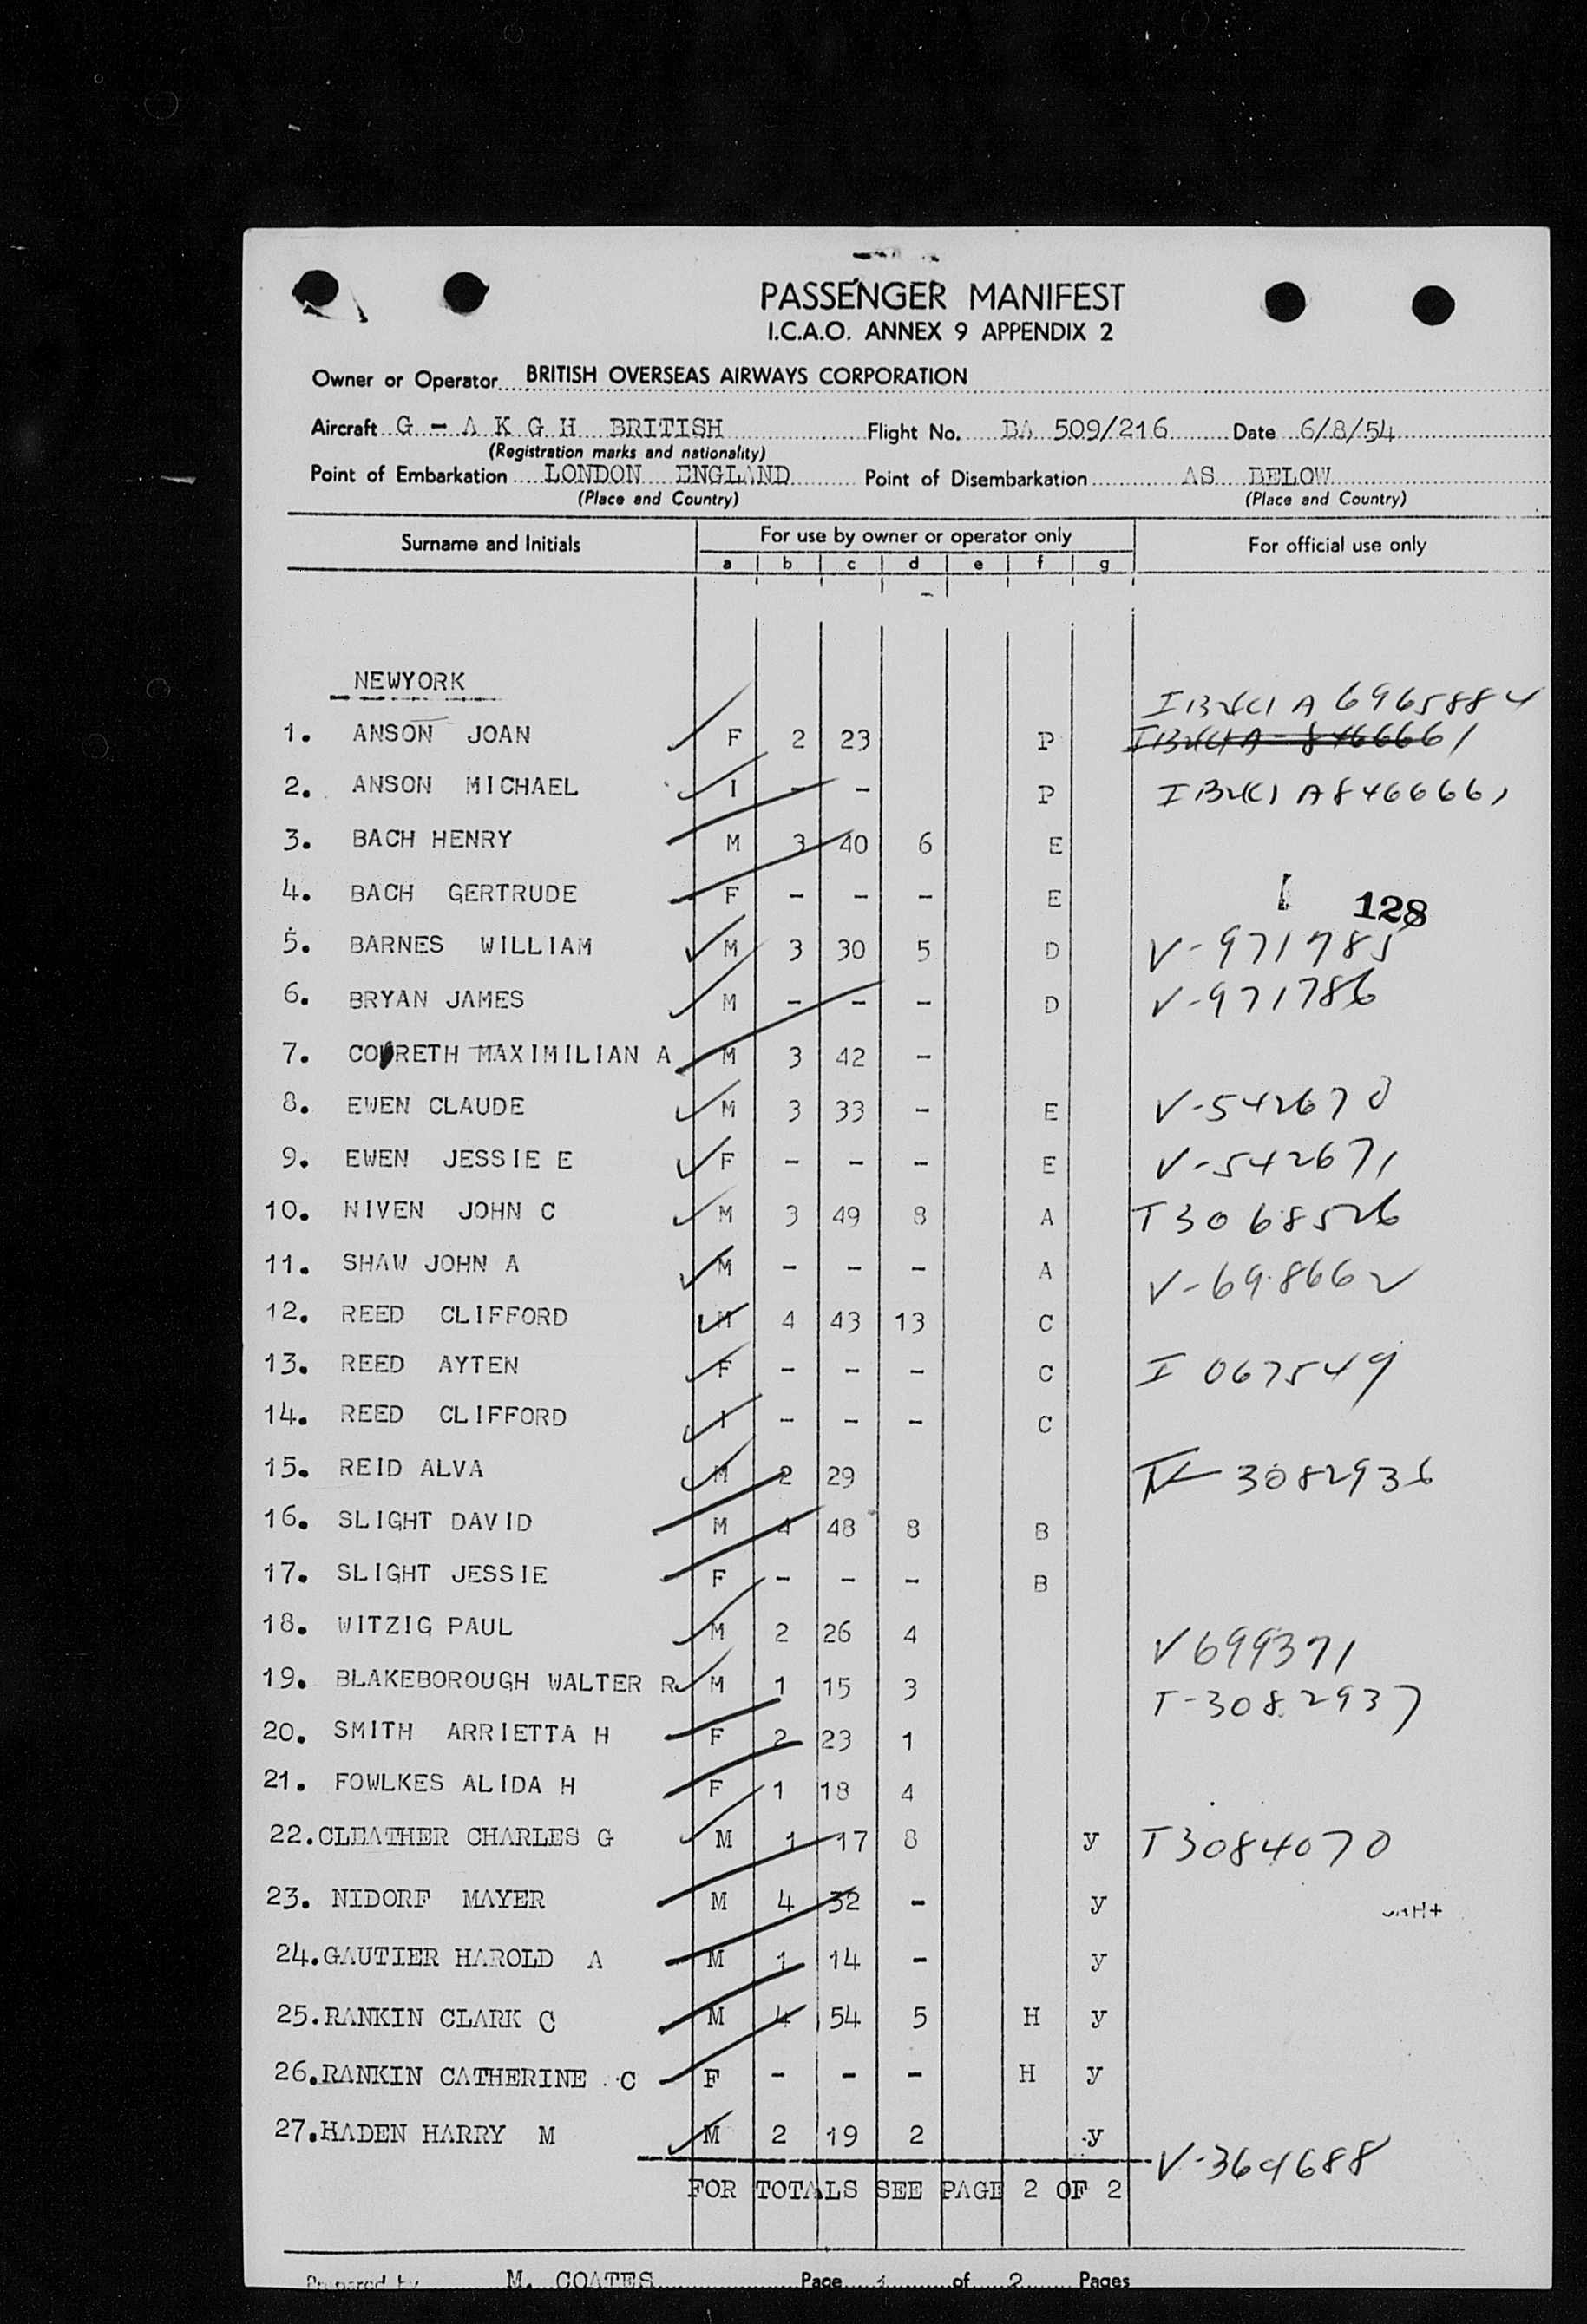 PASSENGER MANIFEST
I.C.A.O. ANNEX 9 APPENDIX 2
Owner or Operator BRITISH OVERSEAS AIRWAYS CORPORATION
Aircraft G - A K G H BRITISH Flight No. BA 509/216 Date 6/8/54
(Registration marks and nationality)
Point of Embarkation LONDON ENGLAND Point of Disembarkation AS BELOW
(Place and Country) (Place and Country)
Surname and Initials For use by owner or operator only For official use only
a b c d e f g
NEWYORK
A 6965884
1. ANSON JOAN F 2 23 P
2. ANSON MICHAEL I - - P A8466661
3. BACH HENRY M 3 40 6 E
4. BACH GERTRUDE F - - - E
128
5. BARNES WILLIAM M 3 30 5 D V-971785
6. BRYAN JAMES M - - - D V-971786
7. CORETH MAXIMILIAN A M 3 42 -
8. EWEN CLAUDE M 3 33 - E V-542670
9. EWEN JESSIE E F - - - E V-542671
10. NIVEN JOHN C M 3 49 8 A T3068526
11. SHAW JOHN A M - - - A V-698662
12. REED CLIFFORD M 4 43 13 C
13. REED AYTEN F - - - C I 067549
14. REED CLIFFORD I - - - C
15. REID ALVA M 2 29 T 3082936
16. SLIGHT DAVID M 4 48 8 B
17. SLIGHT JESSIE F - - - B
18. WITZIG PAUL M 2 26 4 V699371
19. BLAKEBOROUGH WALTER R M 1 15 3 T-3082937
20. SMITH ARRIETTA H F 2 23 1
21. FOWLKES ALIDA H F 1 18 4
22. CLEATHER CHARLES G M 1 17 8 y T3084070
23. NIDORF MAYER M 4 32 - y
24. GAUTIER HAROLD A M 1 14 - y
25. RANKIN CLARK C M 4 54 5 H y
26. RANKIN CATHERINE C F - - - H y
27. HADEN HARRY M M 2 19 2 y V-364688
FOR TOTALS SEE PAGE 2 OF 2
Prepared by M. COATES Page 1 of 2 Pages